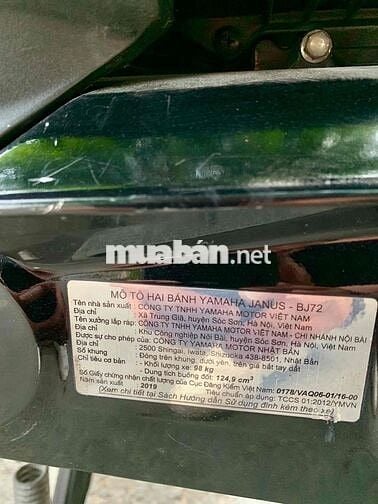 muabán.net
MÔ TÔ HAI BÁNH YAMAHA JANUS - BJ72
Tên nhà sản xuất : CÔNG TY TNHH YAMAHA MOTOR VIỆT NAM
Địa chỉ : Xã Trung Giã, huyện Sóc Sơn, Hà Nội, Việt Nam
Tên xưởng lắp ráp: CÔNG TY TNHH YAMAHA MOTOR VIỆT NAM - CHI NHÁNH NỘI BÀI
Địa chỉ : Khu Công nghiệp Nội Bài, huyện Sóc Sơn, Hà Nội, Việt Nam
Được sự cho phép của: CÔNG TY YAMAHA MOTOR NHẬT BẢN
Địa chỉ : 2500 Shingai, Iwata, Shizuoka 438-8501, Nhật Bản
Số khung : Đóng trên khung, dưới yên, trên giá bắt tay dắt
Chỉ tiêu cơ bản : - Khối lượng xe: 98 kg
- Dung tích buồng đốt: 124,9 cm³
Số Giấy chứng nhận chất lượng của Cục Đăng Kiểm Việt Nam: 0178/VAQ06-01/16-00
Năm sản xuất : 2019 Tiêu chuẩn áp dụng: TCCS 01:2012/YMVN
(Xem chi tiết tại Sách Hướng dẫn Sử dụng đính kèm theo xe)